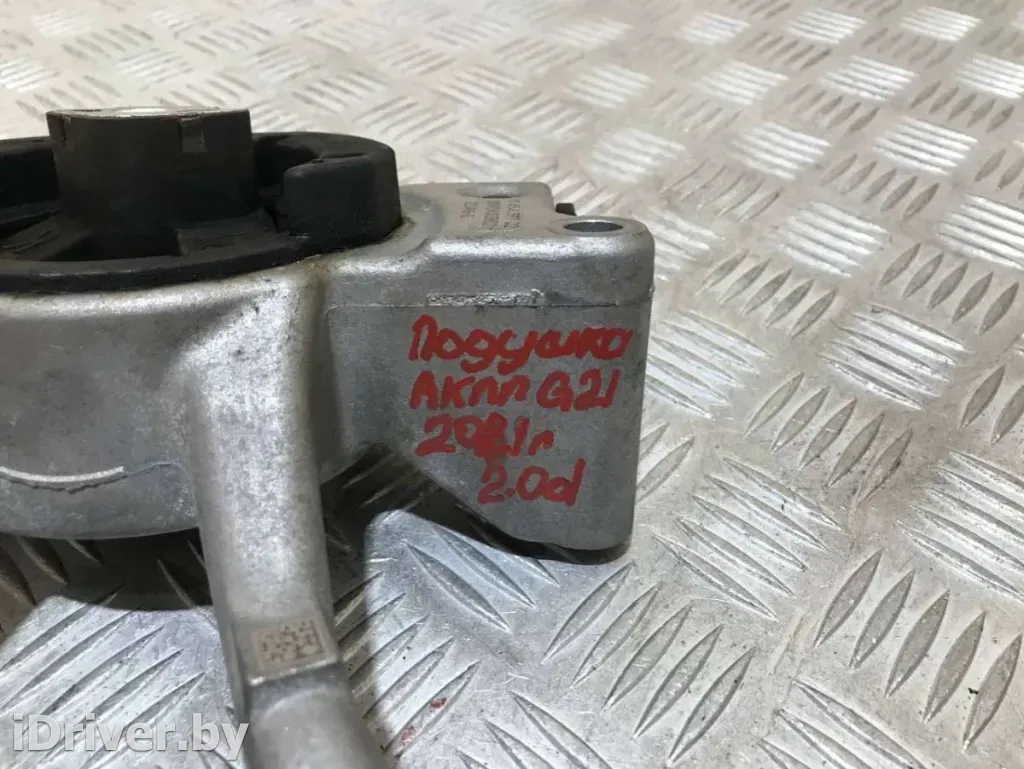 Подушка
АКПП G21
2021г
2.0d
iDriver.by